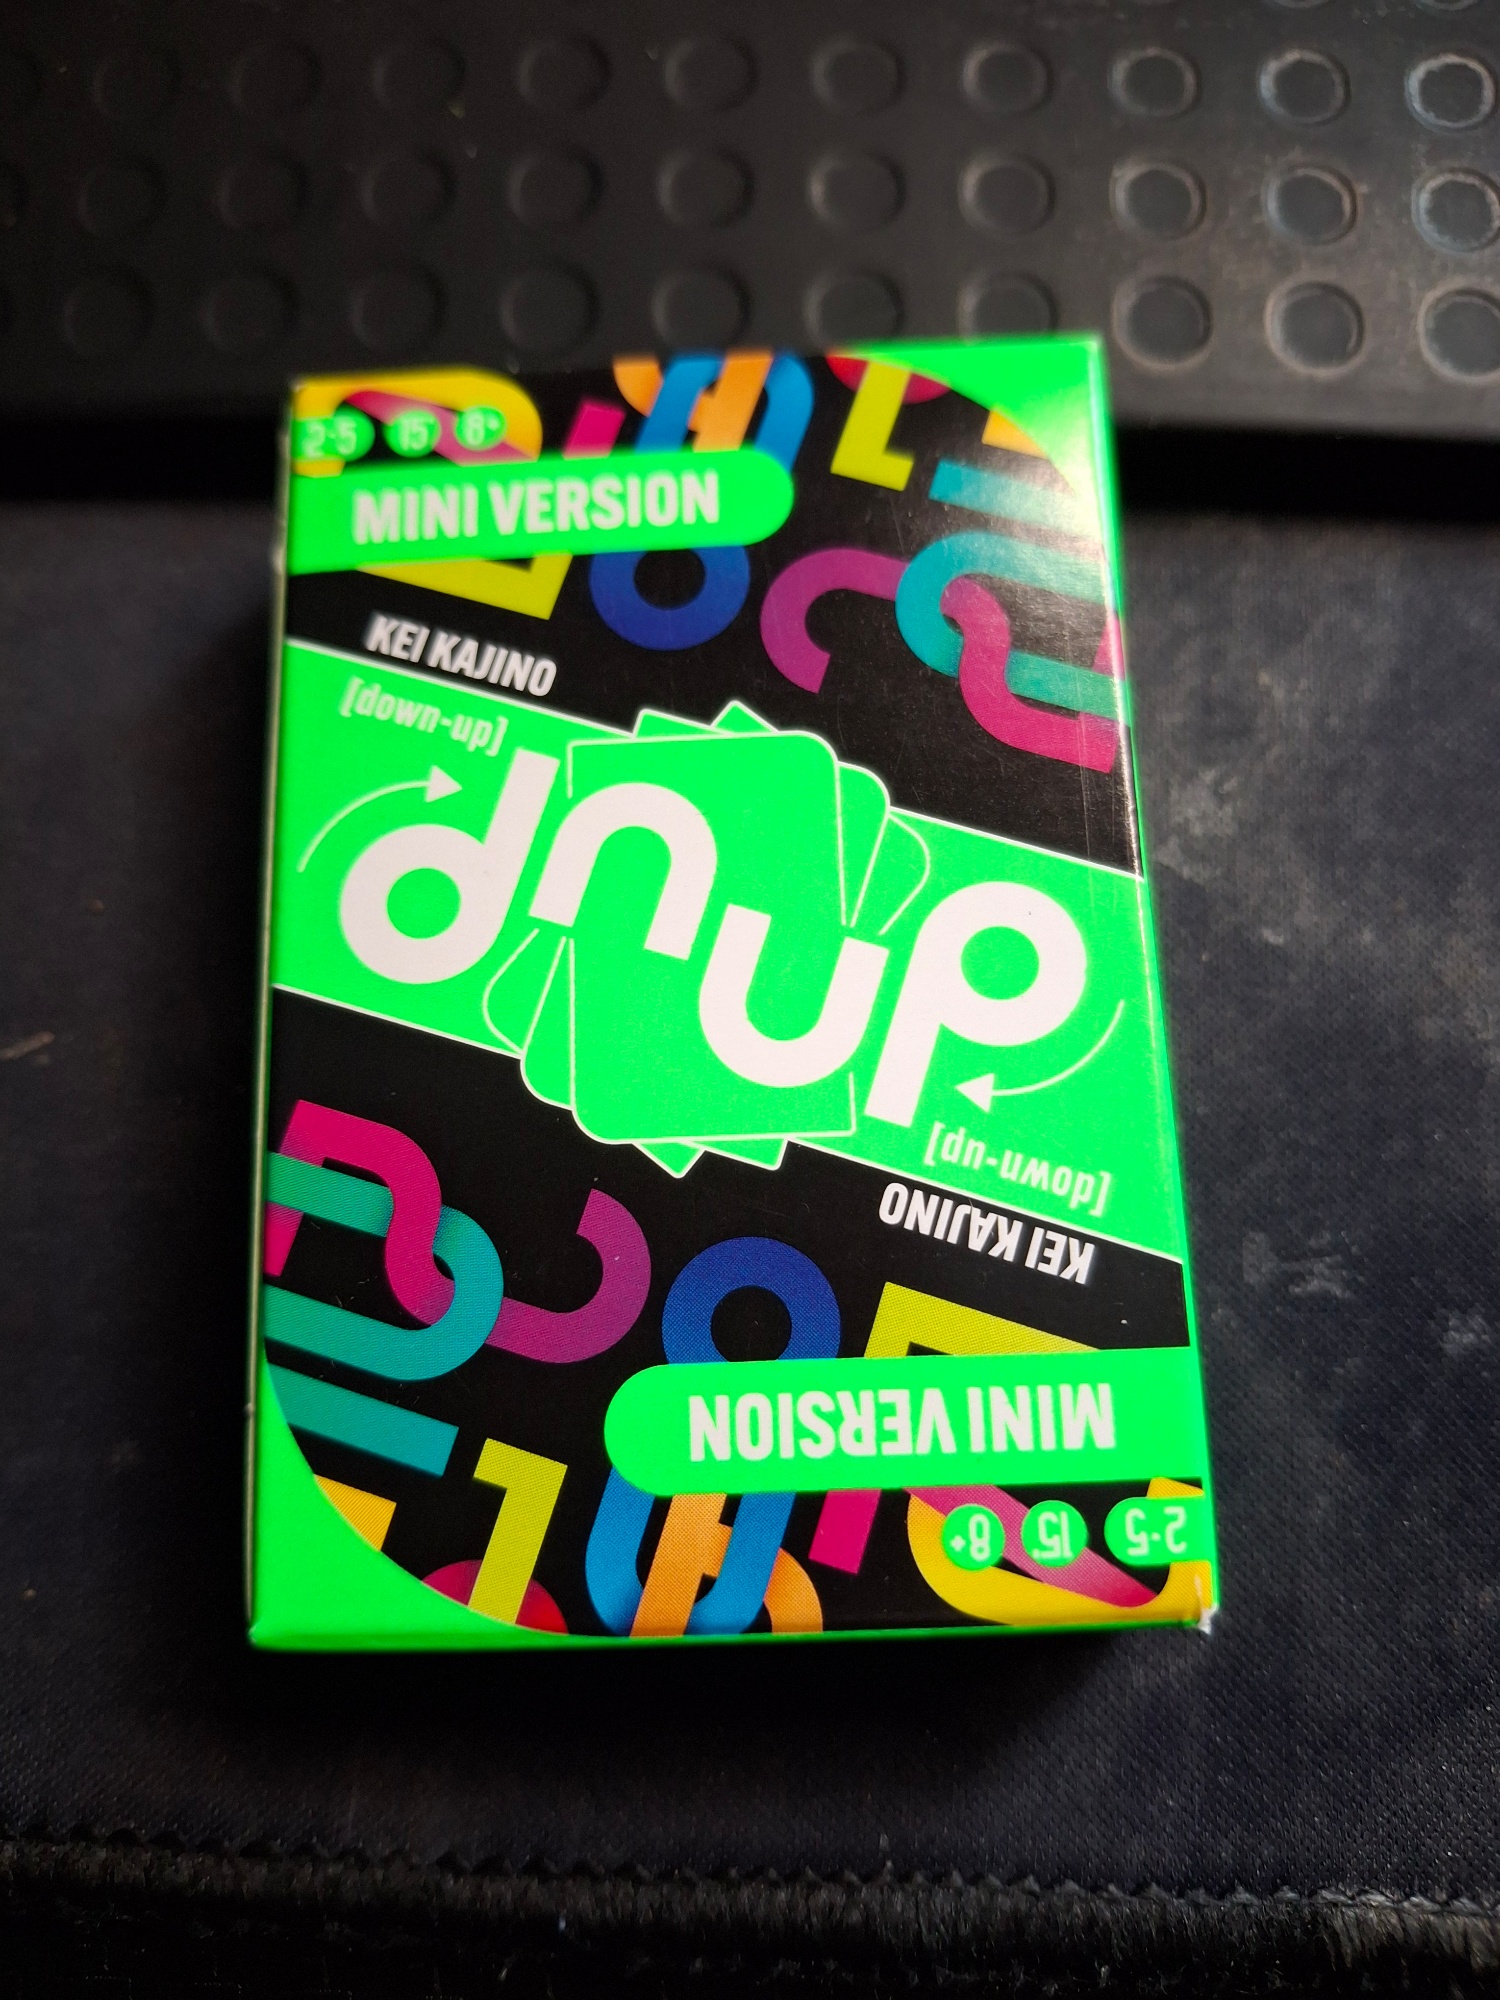 2-5 15' 8+
MINI VERSION
KEI KAJINO
[down-up]
dnup
[down-up]
KEI KAJINO
MINI VERSION
2-5 15' 8+